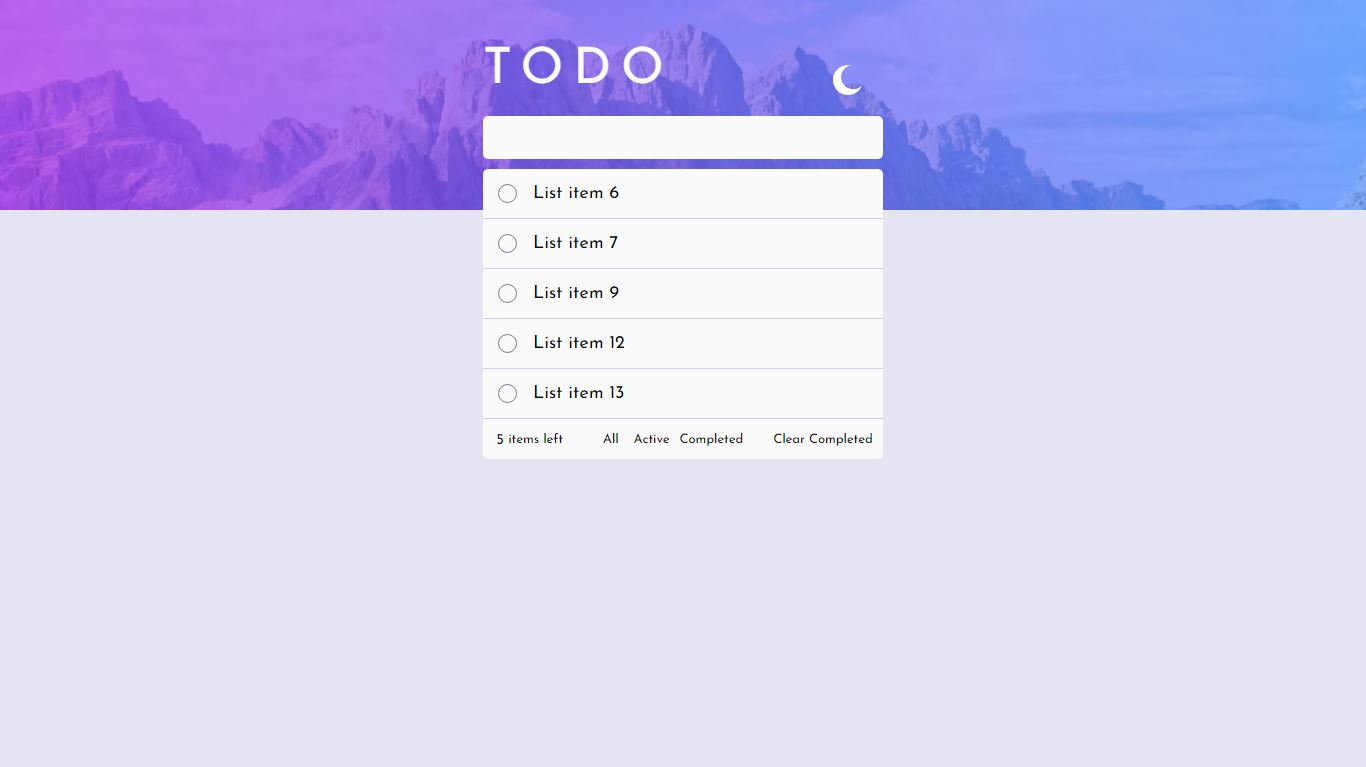 TODO
List item 6
List item 7
List item 9
List item 12
List item 13
5 items left All Active Completed Clear Completed